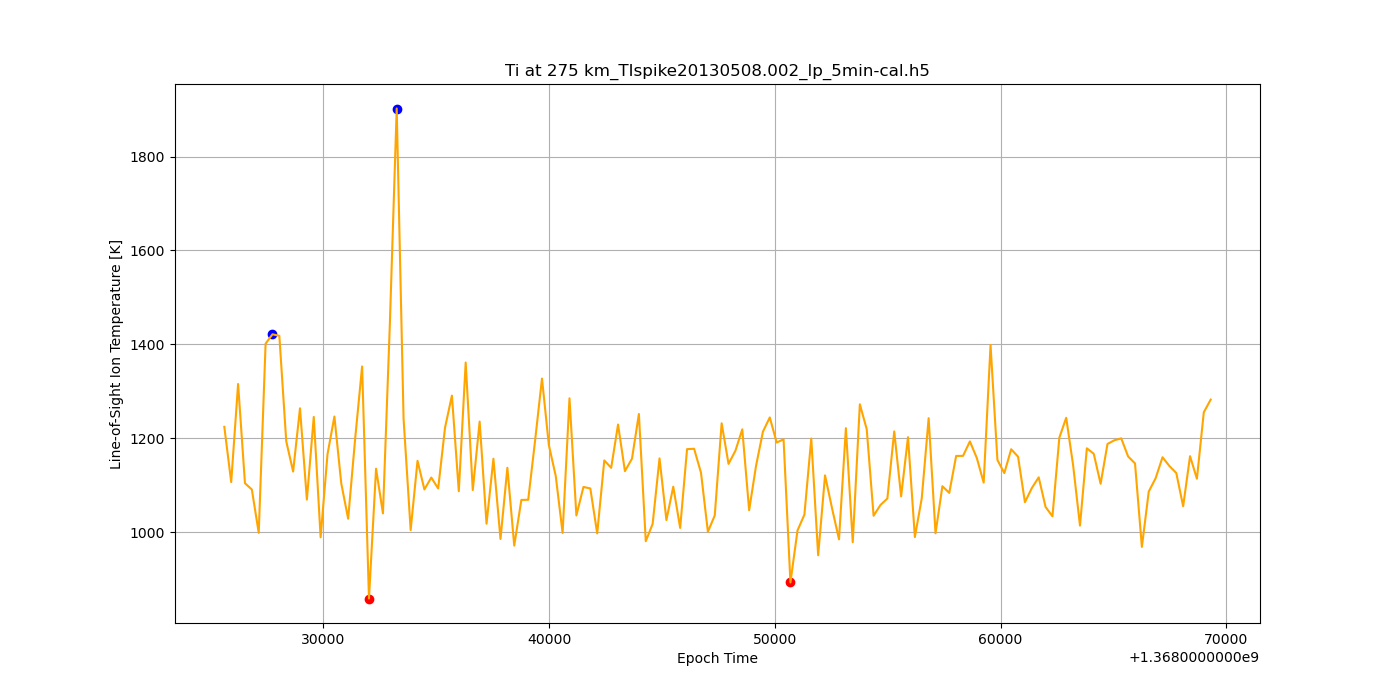 Ti at 275 km_TIspike20130508.002_lp_5min-cal.h5
Line-of-Sight Ion Temperature [K]
1800
1600
1400
1200
1000
30000 40000 50000 60000 70000
Epoch Time
+1.3680000000e9